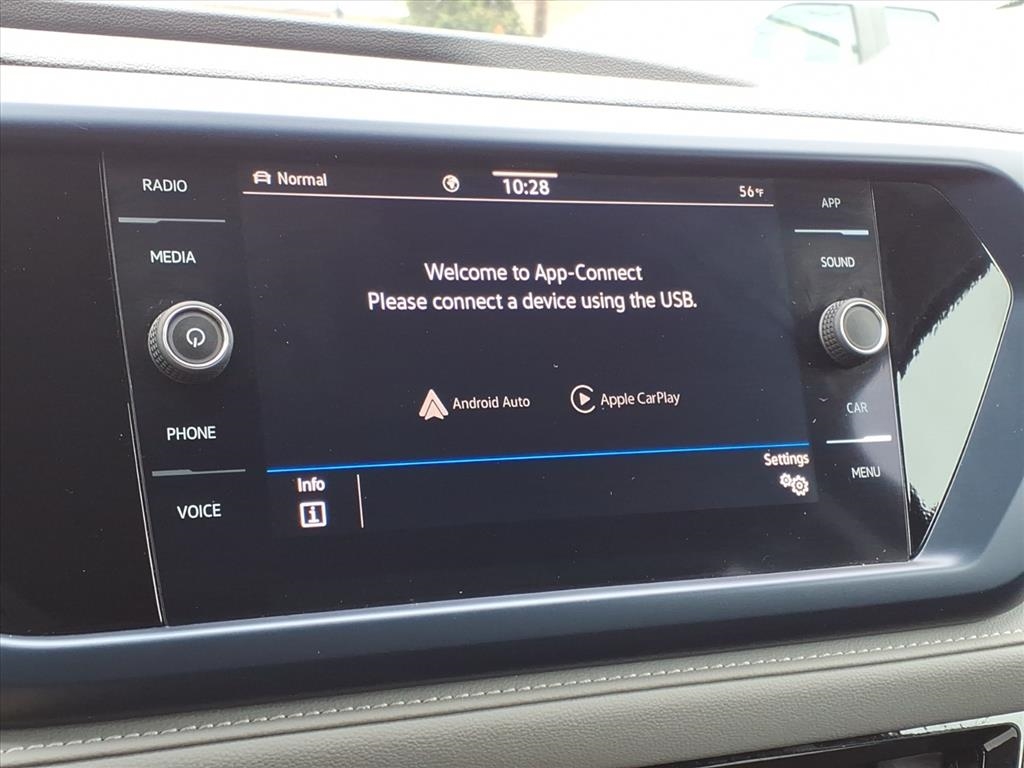 RADIO
MEDIA
PHONE
VOICE
Normal
10:28
56°F
Welcome to App-Connect
Please connect a device using the USB.
Android Auto
Apple CarPlay
Info
i
Settings
APP
SOUND
CAR
MENU